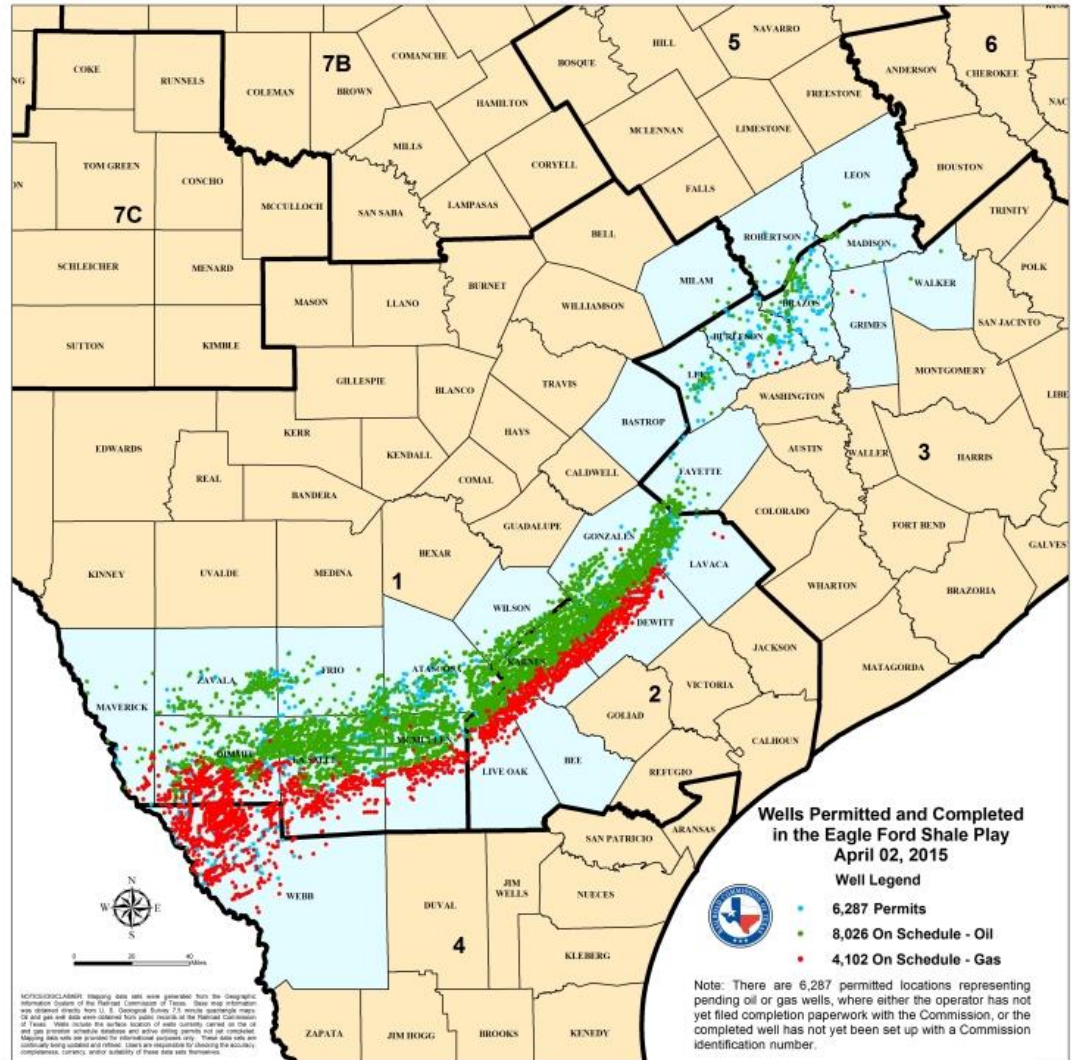 NAVARRO
HILL
5
6
COMANCHE
BOSQUE
ANDERSON
CHEROKEE
COKE
7B
RUNNELS
BROWN
COLEMAN
HAMILTON
FREESTONE
MCLENNAN
LIMESTONE
MILLS
TOM GREEN
CORYELL
HOUSTON
CONCHO
LEON
FALLS
MCCULLOCH
LAMPASAS
SAN SABA
TRINITY
7C
BELL
ROBERTSON
MADISON
SCHLEICHER
MENARD
POLK
MILAM
BURNET
WALKER
MASON
LLANO
BRAZOS
WILLIAMSON
SAN JACINTO
GRIMES
BURLESON
SUTTON
KIMBLE
MONTGOMERY
LEE
GILLESPIE
TRAVIS
BLANCO
WASHINGTON
LIBE
BASTROP
HAYS
KERR
EDWARDS
AUSTIN
WALLER
3
HARRIS
KENDALL
CALDWELL
FAYETTE
REAL
COMAL
BANDERA
COLORADO
GUADALUPE
FORT BEND
GONZALES
GALVES
BEXAR
LAVACA
KINNEY
UVALDE
MEDINA
1
WHARTON
BRAZORIA
WILSON
DEWITT
JACKSON
KARNES
MATAGORDA
ATASCOSA
FRIO
ZAVALA
VICTORIA
2
MAVERICK
GOLIAD
CALHOUN
MCMULLEN
DIMMIT
LA SALLE
LIVE OAK
BEE
REFUGIO
ARANSAS
SAN PATRICIO
Wells Permitted and Completed
in the Eagle Ford Shale Play
April 02, 2015
Well Legend
6,287 Permits
8,026 On Schedule - Oil
4,102 On Schedule - Gas
Note: There are 6,287 permitted locations representing
pending oil or gas wells, where either the operator has not
yet filed completion paperwork with the Commission, or the
completed well has not yet been set up with a Commission
identification number.
WEBB
DUVAL
JIM
WELLS
NUECES
4
KLEBERG
N
W E
S
0 20 40
Miles
ZAPATA
JIM HOGG
BROOKS
KENEDY